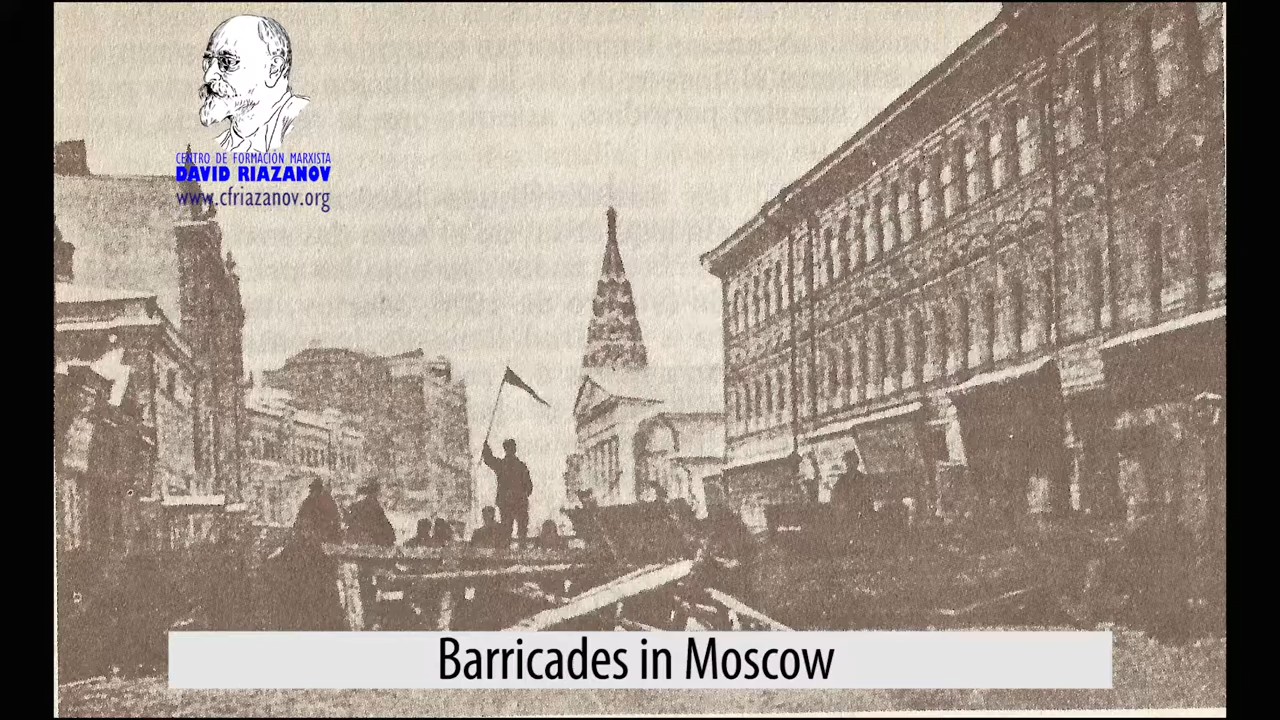 CENTRO DE FORMACIÓN MARXISTA
DAVID RIAZANOV
www.cfriazanov.org
Barricades in Moscow